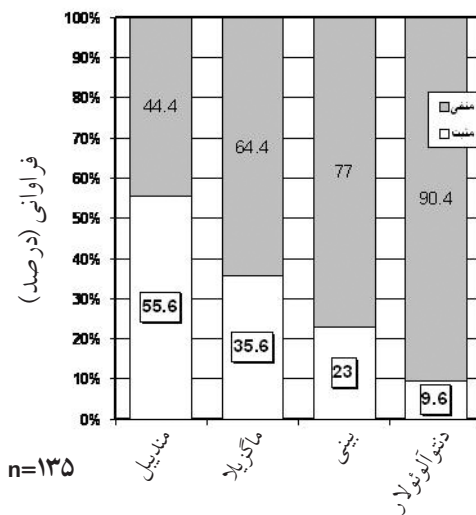 100%
90%
80%
70%
60%
50%
40%
30%
20%
10%
0%
فراوانی (درصد)
44.4
64.4
77
90.4
55.6
35.6
23
9.6
منفی
مثبت
مندیبل
ماگزیلا
بینی
دنتوآلوئولار
n=۱۳۵